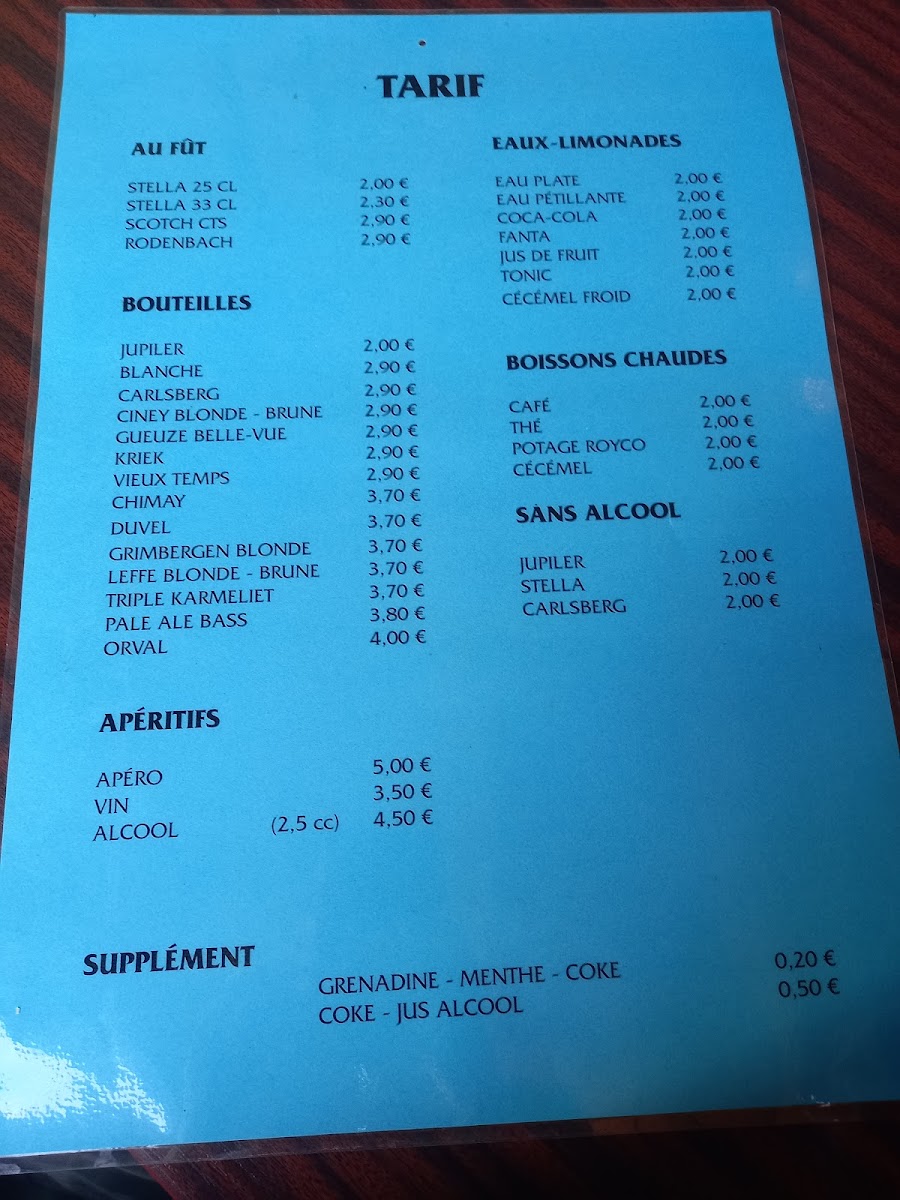 TARIF
AU FÛT
STELLA 25 CL 2,00 €
STELLA 33 CL 2,30 €
SCOTCH CTS 2,90 €
RODENBACH 2,90 €
BOUTEILLES
JUPILER 2,00 €
BLANCHE 2,90 €
CARLSBERG 2,90 €
CINEY BLONDE - BRUNE 2,90 €
GUEUZE BELLE-VUE 2,90 €
KRIEK 2,90 €
VIEUX TEMPS 2,90 €
CHIMAY 3,70 €
DUVEL 3,70 €
GRIMBERGEN BLONDE 3,70 €
LEFFE BLONDE - BRUNE 3,70 €
TRIPLE KARMELIET 3,70 €
PALE ALE BASS 3,80 €
ORVAL 4,00 €
APÉRITIFS
APÉRO 5,00 €
VIN 3,50 €
ALCOOL (2,5 cc) 4,50 €
EAUX-LIMONADES
EAU PLATE 2,00 €
EAU PÉTILLANTE 2,00 €
COCA-COLA 2,00 €
FANTA 2,00 €
JUS DE FRUIT 2,00 €
TONIC 2,00 €
CÉCÉMEL FROID 2,00 €
BOISSONS CHAUDES
CAFÉ 2,00 €
THÉ 2,00 €
POTAGE ROYCO 2,00 €
CÉCÉMEL 2,00 €
SANS ALCOOL
JUPILER 2,00 €
STELLA 2,00 €
CARLSBERG 2,00 €
SUPPLÉMENT
GRENADINE - MENTHE - COKE 0,20 €
COKE - JUS ALCOOL 0,50 €